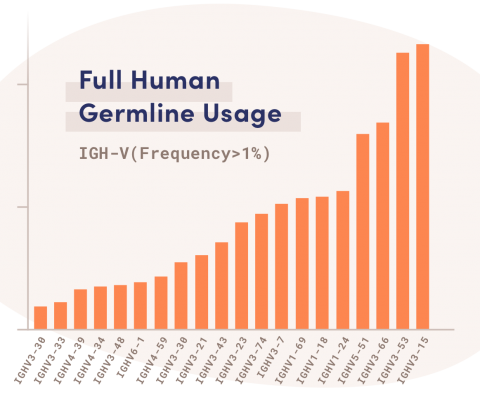 Full Human
Germline Usage
IGH-V(Frequency>1%)
IGHV3-30
IGHV3-33
IGHV4-39
IGHV4-34
IGHV3-48
IGHV6-1
IGHV4-59
IGHV3-30
IGHV3-21
IGHV3-43
IGHV3-23
IGHV3-74
IGHV3-7
IGHV1-69
IGHV1-18
IGHV1-24
IGHV5-51
IGHV3-66
IGHV3-53
IGHV3-15